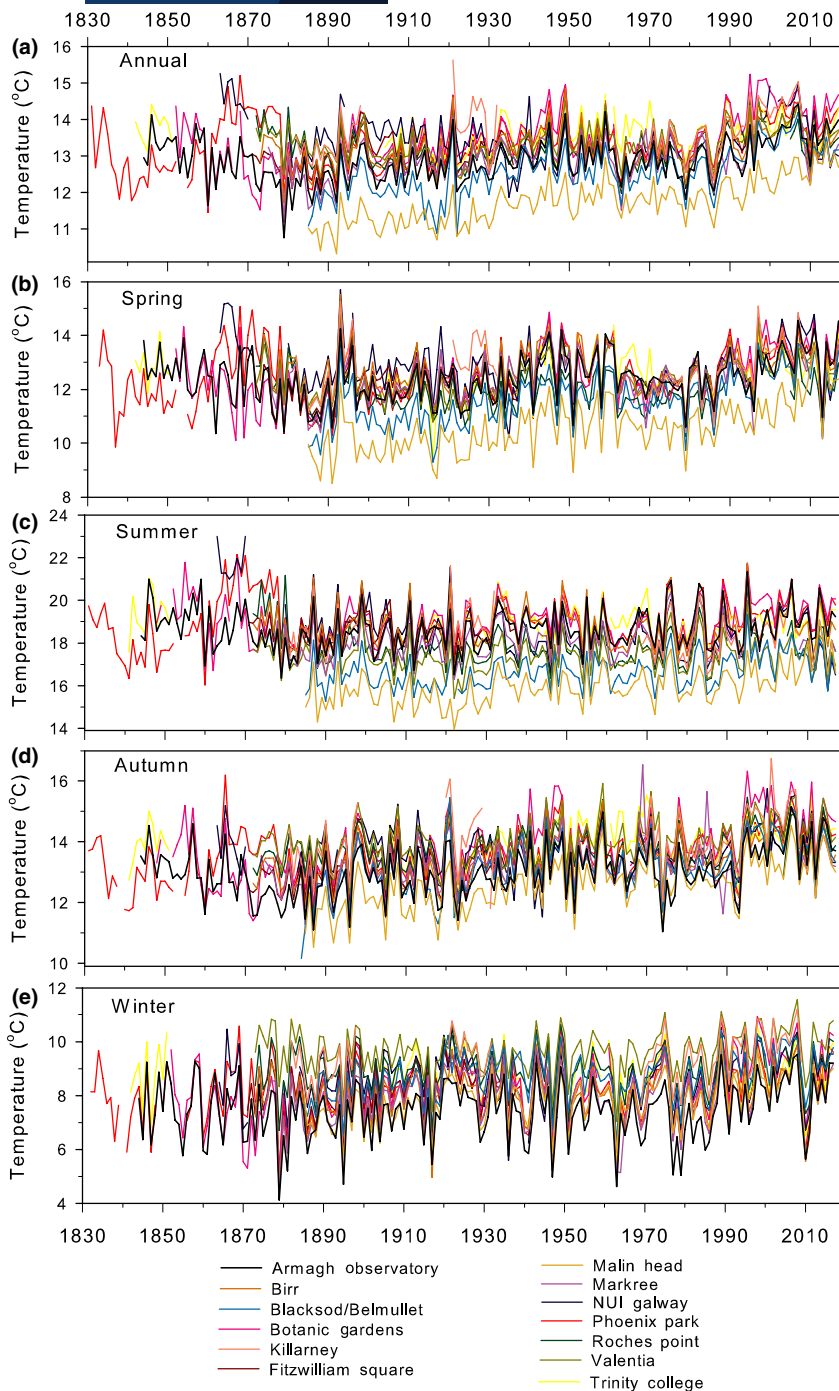 1830 1850 1870 1890 1910 1930 1950 1970 1990 2010
(a)
Annual
Temperature (°C)
16
15
14
13
12
11
(b)
Spring
Temperature (°C)
16
14
12
10
8
(c)
Summer
Temperature (°C)
24
22
20
18
16
14
(d)
Autumn
Temperature (°C)
16
14
12
10
(e)
Winter
Temperature (°C)
12
10
8
6
4
1830 1850 1870 1890 1910 1930 1950 1970 1990 2010
Armagh observatory
Birr
Blacksod/Belmullet
Botanic gardens
Killarney
Fitzwilliam square
Malin head
Markree
NUI galway
Phoenix park
Roches point
Valentia
Trinity college